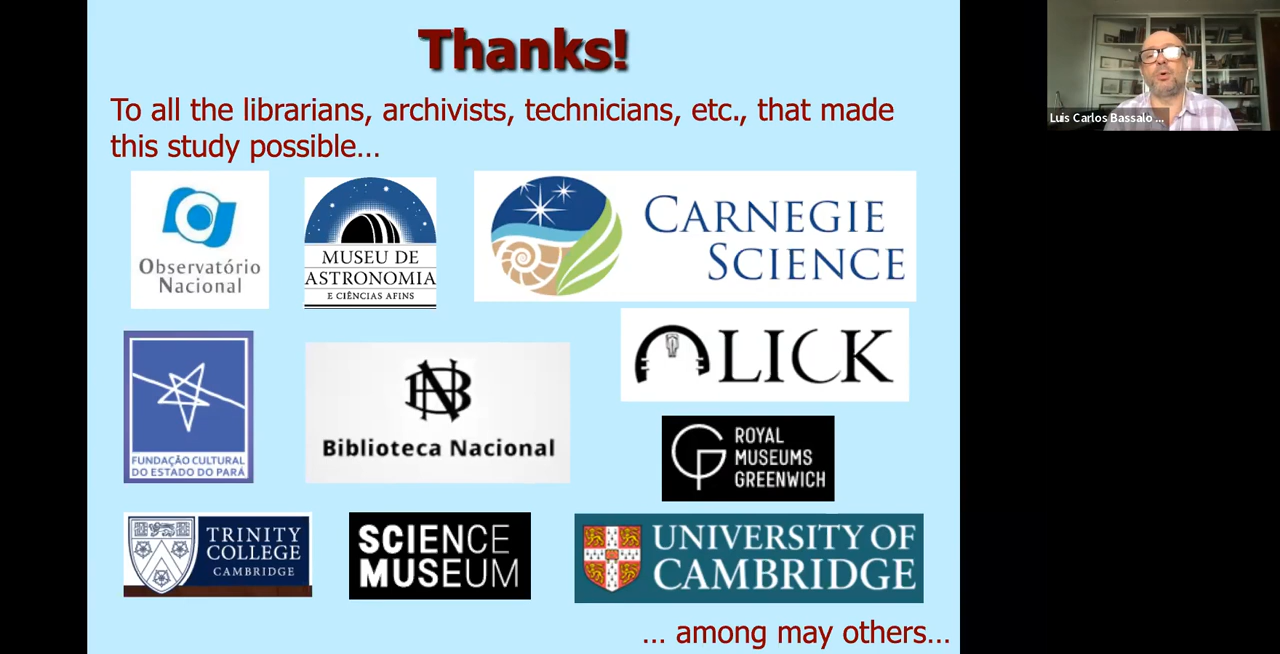 Thanks!
To all the librarians, archivists, technicians, etc., that made
this study possible...
Observatório
Nacional
MUSEU DE
ASTRONOMIA
E CIÊNCIAS AFINS
CARNEGIE
SCIENCE
FUNDAÇÃO CULTURAL
DO ESTADO DO PARÁ
BN
Biblioteca Nacional
LICK
ROYAL
MUSEUMS
GREENWICH
TRINITY
COLLEGE
CAMBRIDGE
SCIENCE
MUSEUM
UNIVERSITY OF
CAMBRIDGE
... among may others...
Luis Carlos Bassalo ...